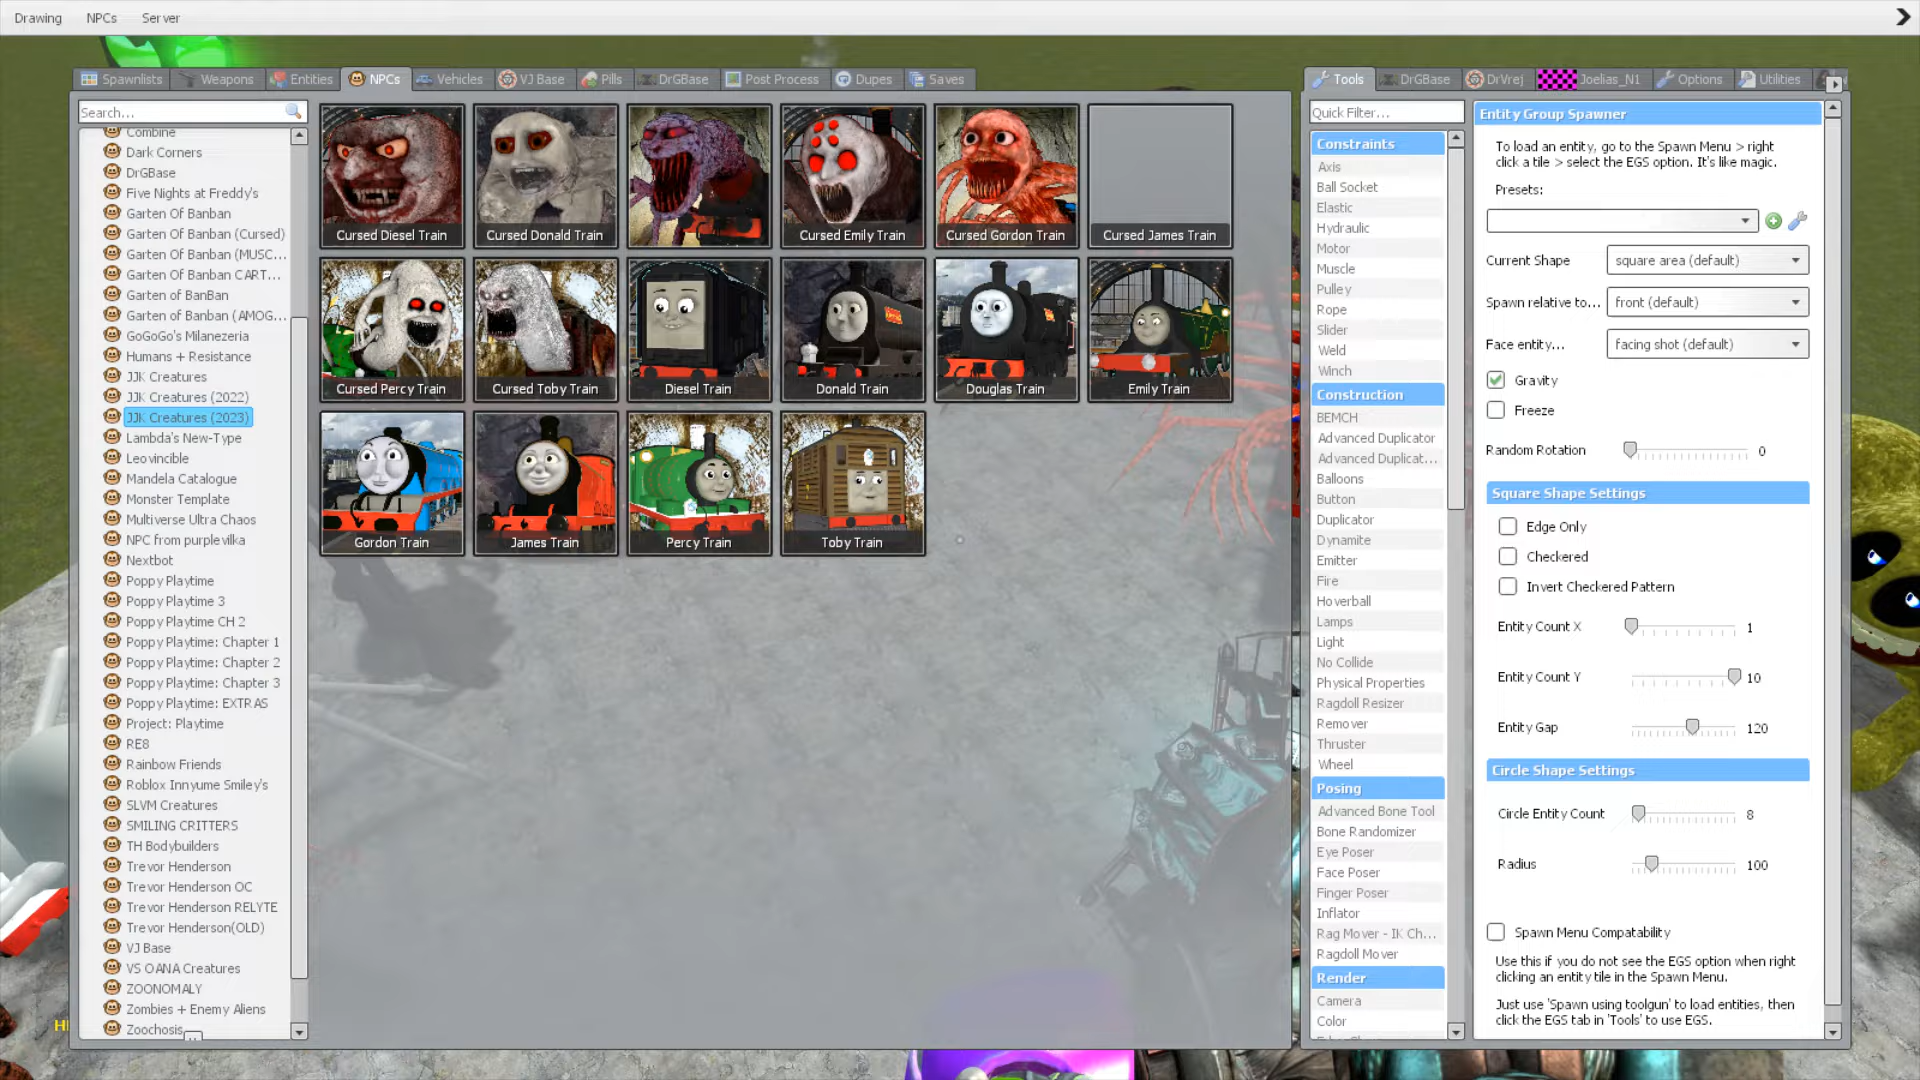 Drawing NPCs Server
Spawnlists Weapons Entities NPCs Vehicles VJ Base Pills DrGBase Post Process Dupes Saves
Search...
Combine
Dark Corners
DrGBase
Five Nights at Freddy's
Garten Of Banban
Garten Of Banban (Cursed)
Garten Of Banban (MUSC...
Garten Of Banban CART...
Garten of BanBan
Garten of Banban (AMOG...
GoGoGo's Milanezeria
Humans + Resistance
JJK Creatures
JJK Creatures (2022)
JJK Creatures (2023)
Lambda's New-Type
Leovincible
Mandela Catalogue
Monster Template
Multiverse Ultra Chaos
NPC from purplevilka
Nextbot
Poppy Playtime
Poppy Playtime 3
Poppy Playtime CH 2
Poppy Playtime: Chapter 1
Poppy Playtime: Chapter 2
Poppy Playtime: Chapter 3
Poppy Playtime: EXTRAS
Project: Playtime
RE8
Rainbow Friends
Roblox Innyume Smiley's
SLVM Creatures
SMILING CRITTERS
TH Bodybuilders
Trevor Henderson
Trevor Henderson OC
Trevor Henderson RELYTE
Trevor Henderson(OLD)
VJ Base
VS OANA Creatures
ZOONOMALY
Zombies + Enemy Aliens
Zoochosis
Cursed Diesel Train Cursed Donald Train Cursed Emily Train Cursed Gordon Train Cursed James Train
Cursed Percy Train Cursed Toby Train Diesel Train Donald Train Douglas Train Emily Train
Gordon Train James Train Percy Train Toby Train
Tools DrGBase DrVrej Joelias_N1 Options Utilities
Quick Filter...
Constraints
Axis
Ball Socket
Elastic
Hydraulic
Motor
Muscle
Pulley
Rope
Slider
Weld
Winch
Construction
BEMCH
Advanced Duplicator
Advanced Duplicat...
Balloons
Button
Duplicator
Dynamite
Emitter
Fire
Hoverball
Lamps
Light
No Collide
Physical Properties
Ragdoll Resizer
Remover
Thruster
Wheel
Posing
Advanced Bone Tool
Bone Randomizer
Eye Poser
Face Poser
Finger Poser
Inflator
Rag Mover - IK Ch...
Ragdoll Mover
Render
Camera
Color
Entity Group Spawner
To load an entity, go to the Spawn Menu > right
click a tile > select the EGS option. It's like magic.
Presets:
Current Shape square area (default)
Spawn relative to... front (default)
Face entity... facing shot (default)
Gravity
Freeze
Random Rotation 0
Square Shape Settings
Edge Only
Checkered
Invert Checkered Pattern
Entity Count X 1
Entity Count Y 10
Entity Gap 120
Circle Shape Settings
Circle Entity Count 8
Radius 100
Spawn Menu Compatability
Use this if you do not see the EGS option when right
clicking an entity tile in the Spawn Menu.
Just use 'Spawn using toolgun' to load entities, then
click the EGS tab in 'Tools' to use EGS.